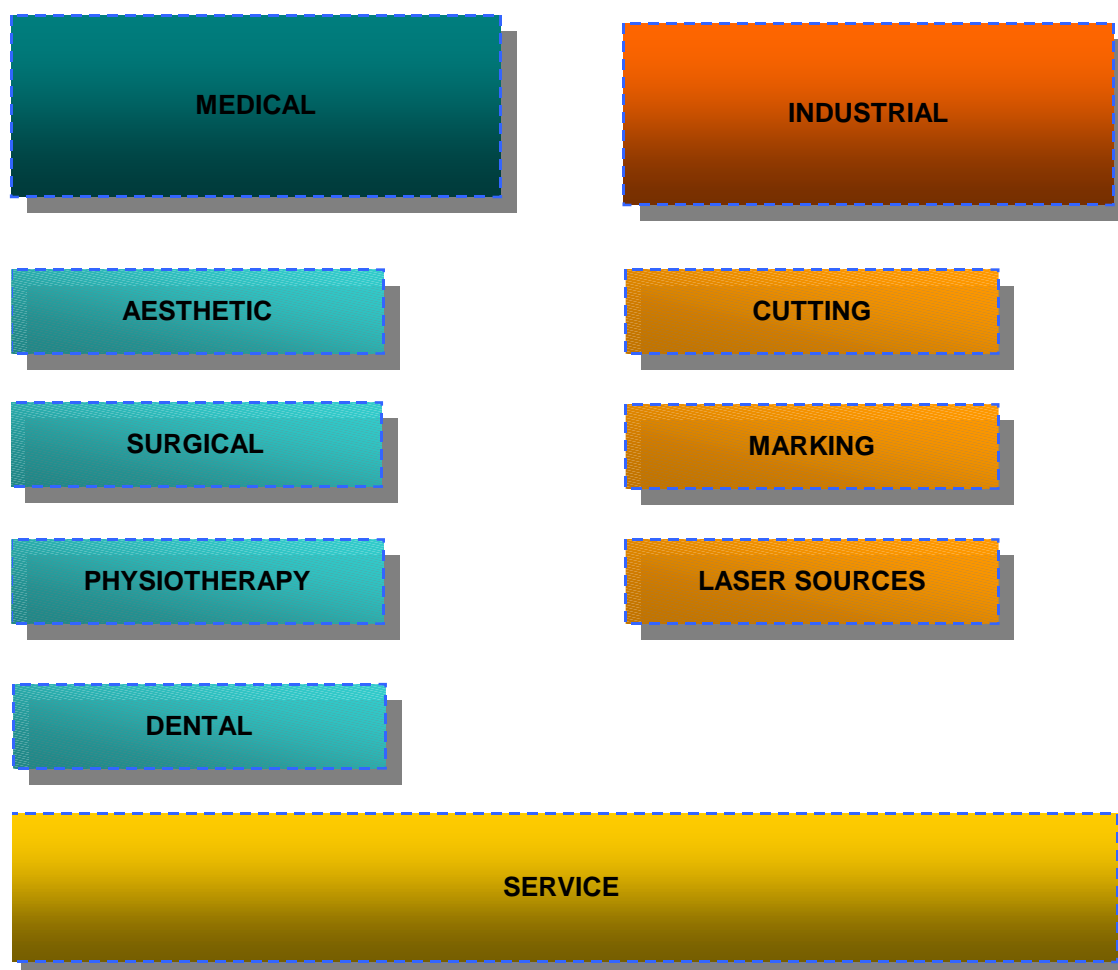 MEDICAL
INDUSTRIAL
AESTHETIC
CUTTING
SURGICAL
MARKING
PHYSIOTHERAPY
LASER SOURCES
DENTAL
SERVICE